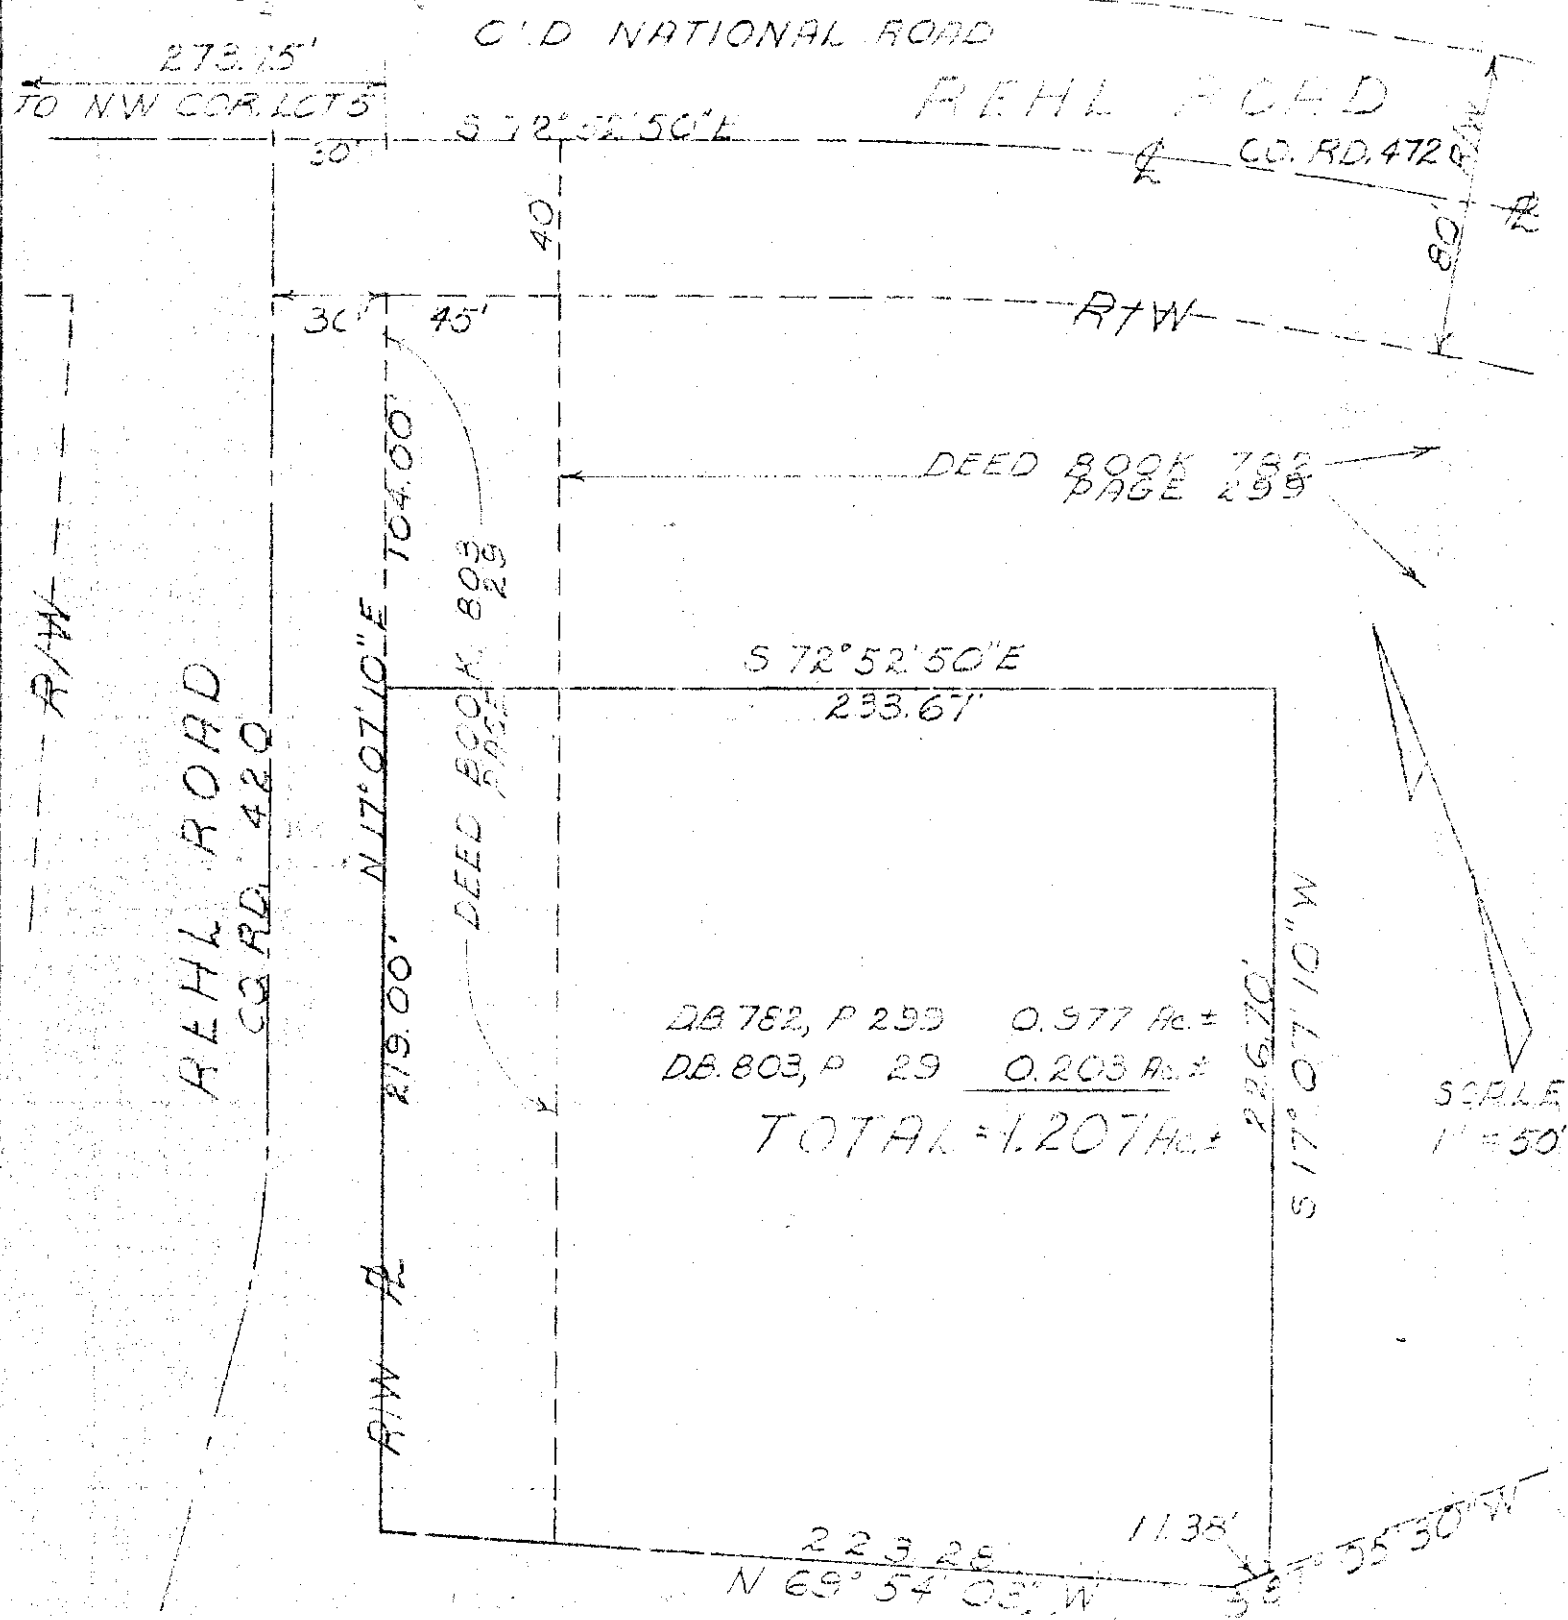 NATIONAL ROAD
273.15'
TO N.W COR. LOT 5
REHL ROAD
30'
S 72° 52' 50" E
CO. RD. 472
R/W
80'
40'
30'
45'
R/W
104.00'
DEED BOOK 782
PAGE 299
DEED BOOK 803
PAGE 29
R/W
REHL ROAD
CO. RD. 420
N 17° 07' 10" E
S 72° 52' 50" E
233.67'
219.00'
D.B. 782, P 299 0.977 Ac. ±
D.B. 803, P 29 0.203 Ac. ±
TOTAL = 1.207 Ac. ±
226.70'
S 17° 07' 10" W
SCALE
1" = 50'
R/W
223.28
N 69° 54' 03" W
11.38'
55' 30" W